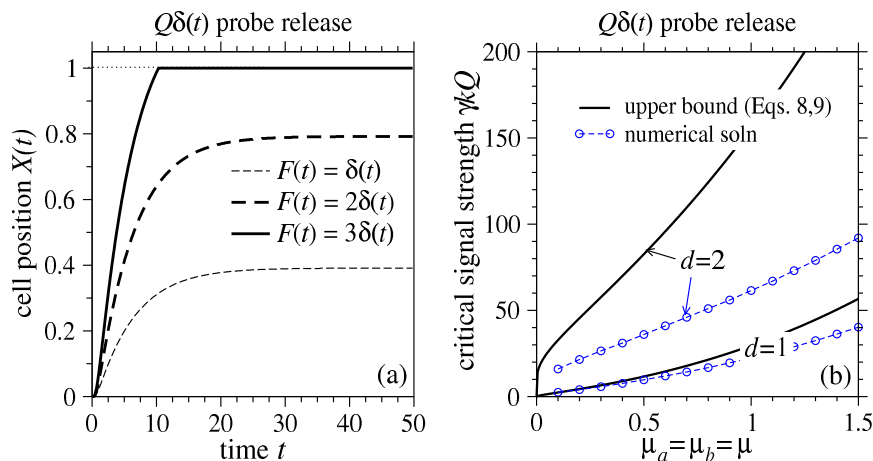 Qδ(t) probe release
cell position X(t)
1
0.8
0.6
0.4
0.2
0
F(t) = δ(t)
F(t) = 2δ(t)
F(t) = 3δ(t)
(a)
0 10 20 30 40 50
time t
Qδ(t) probe release
critical signal strength γkQ
200
150
100
50
0
upper bound (Eqs. 8,9)
numerical soln
d=2
d=1
(b)
0 0.5 1 1.5
μa=μb=μ